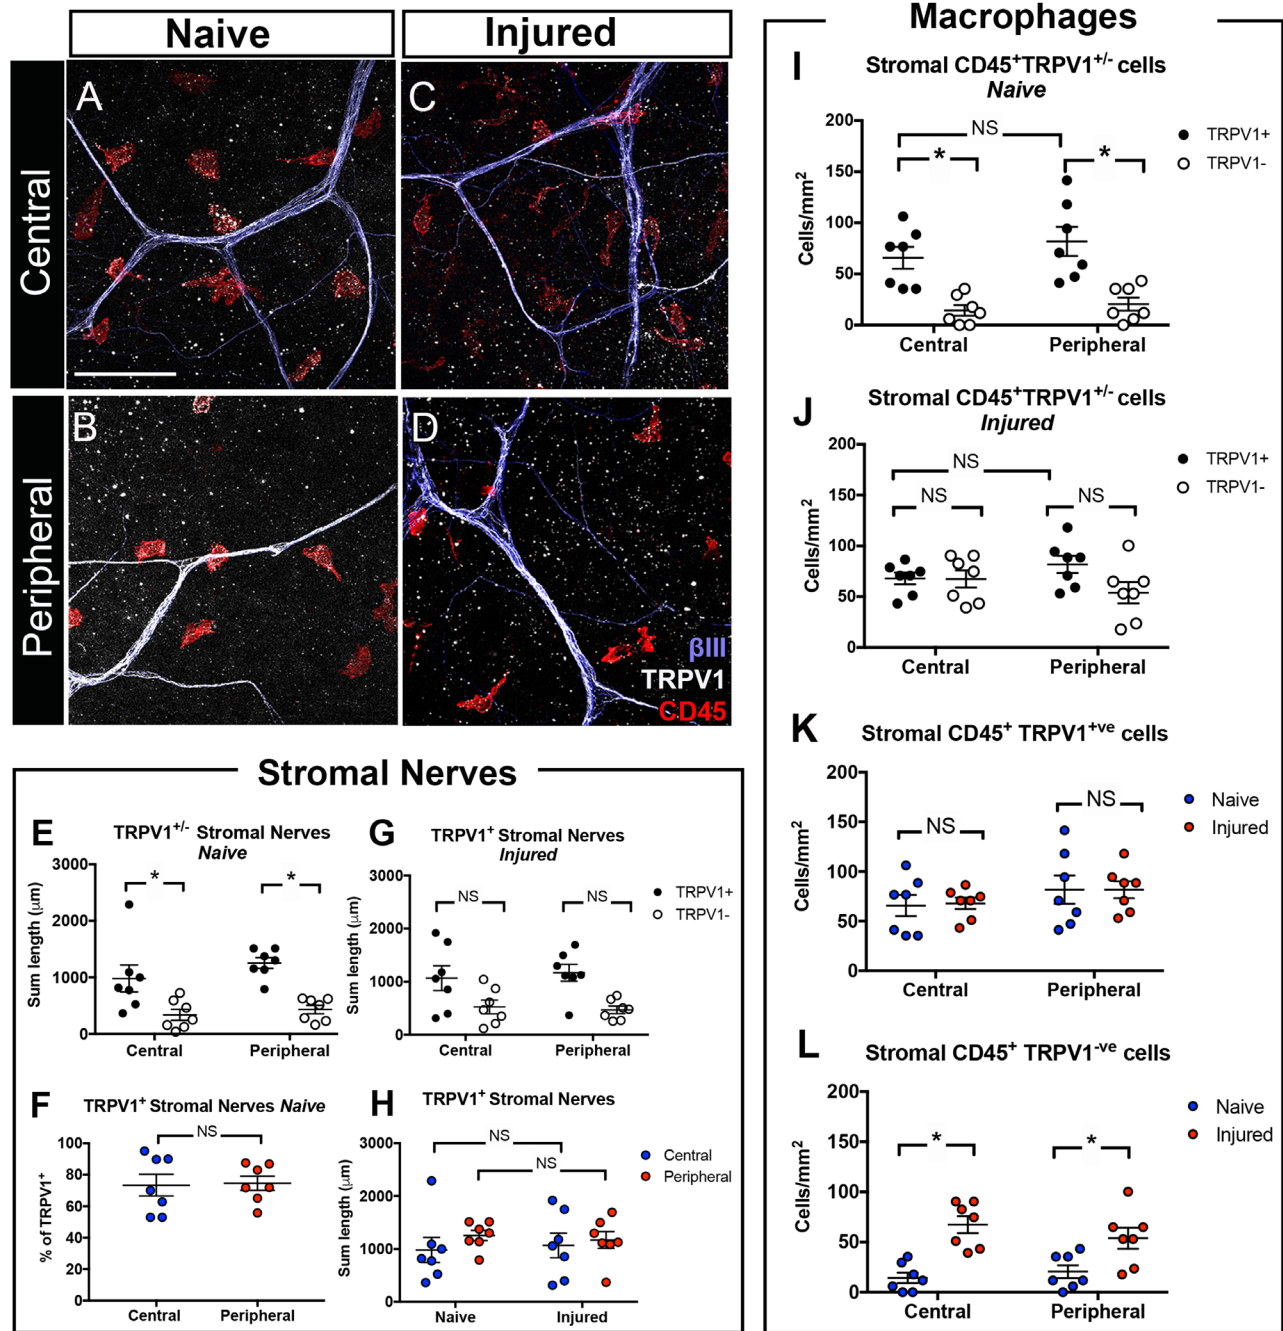 Naive
Injured
Central
Peripheral
A
C
B
D
βIII
TRPV1
CD45
Stromal Nerves
E
TRPV1+/- Stromal Nerves
Naive
3000
2000
1000
0
Sum length (μm)
*
*
Central
Peripheral
G
TRPV1+ Stromal Nerves
Injured
3000
2000
1000
0
Sum length (μm)
NS
NS
TRPV1+
TRPV1-
Central
Peripheral
F
TRPV1+ Stromal Nerves Naive
100
80
60
40
20
0
% of TRPV1+
NS
Central
Peripheral
H
TRPV1+ Stromal Nerves
3000
2000
1000
0
Sum length (μm)
NS
NS
Central
Peripheral
Naive
Injured
Macrophages
I
Stromal CD45+TRPV1+/- cells
Naive
200
150
100
50
0
Cells/mm2
NS
*
*
TRPV1+
TRPV1-
Central
Peripheral
J
Stromal CD45+TRPV1+/- cells
Injured
200
150
100
50
0
Cells/mm2
NS
NS
NS
TRPV1+
TRPV1-
Central
Peripheral
K
Stromal CD45+ TRPV1+ve cells
200
150
100
50
0
Cells/mm2
NS
NS
Naive
Injured
Central
Peripheral
L
Stromal CD45+ TRPV1-ve cells
200
150
100
50
0
Cells/mm2
*
*
Naive
Injured
Central
Peripheral